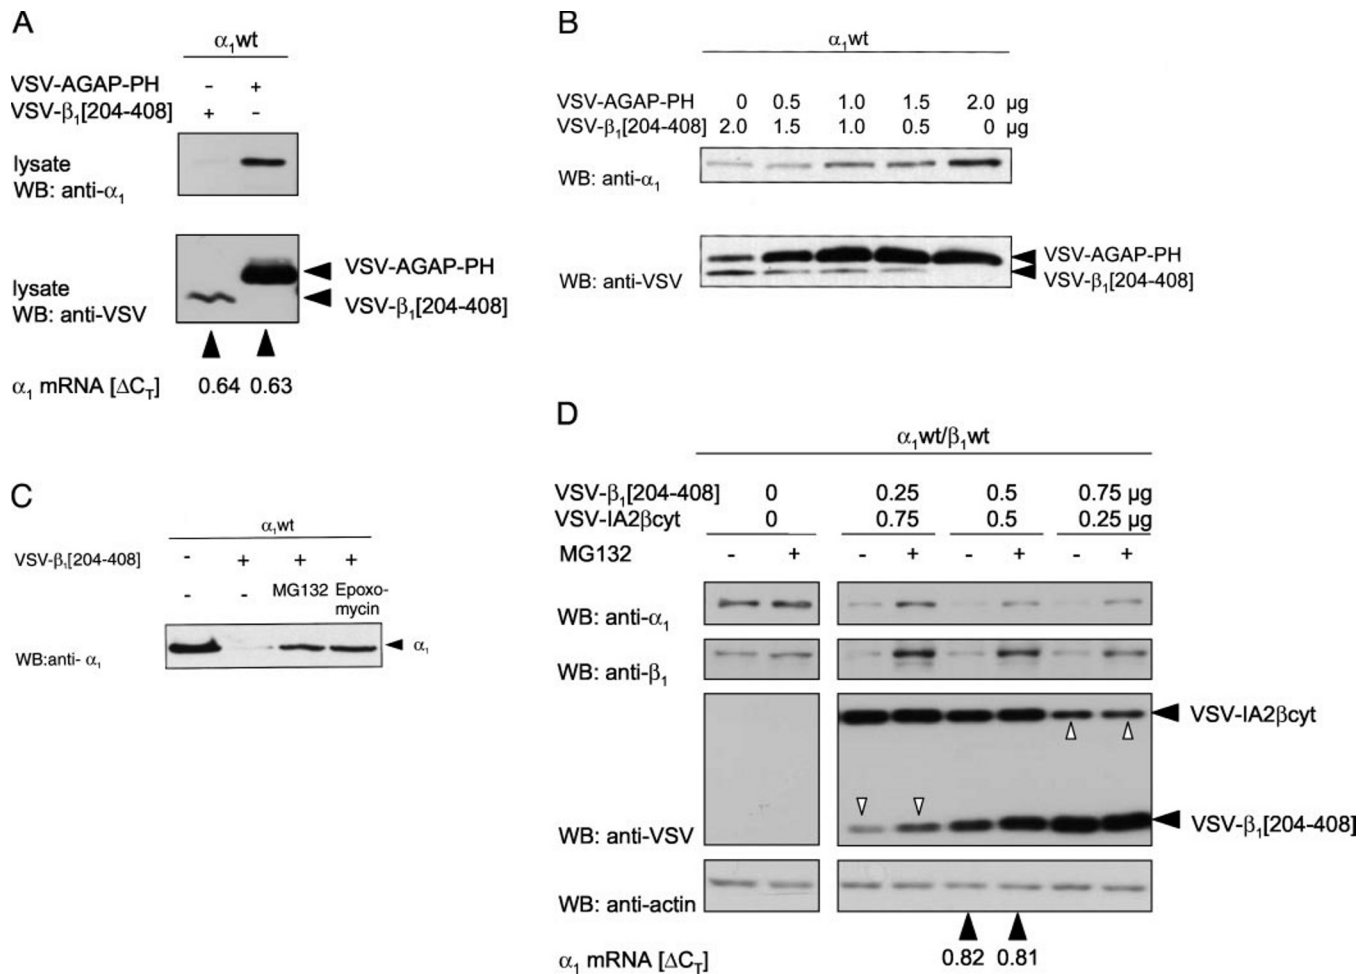 A
α₁wt
VSV-AGAP-PH - +
VSV-β₁[204-408] + -
lysate
WB: anti-α₁
lysate
WB: anti-VSV
VSV-AGAP-PH
VSV-β₁[204-408]
α₁ mRNA [ΔC_T] 0.64 0.63
B
α₁wt
VSV-AGAP-PH 0 0.5 1.0 1.5 2.0 µg
VSV-β₁[204-408] 2.0 1.5 1.0 0.5 0 µg
WB: anti-α₁
WB: anti-VSV
VSV-AGAP-PH
VSV-β₁[204-408]
C
α₁wt
VSV-β₁[204-408] - + + +
- - MG132 Epoxo-
mycin
WB:anti- α₁
α₁
D
α₁wt/β₁wt
VSV-β₁[204-408] 0 0.25 0.5 0.75 µg
VSV-IA2βcyt 0 0.75 0.5 0.25 µg
MG132 - + - + - + - +
WB: anti-α₁
WB: anti-β₁
VSV-IA2βcyt
WB: anti-VSV
VSV-β₁[204-408]
WB: anti-actin
α₁ mRNA [ΔC_T] 0.82 0.81